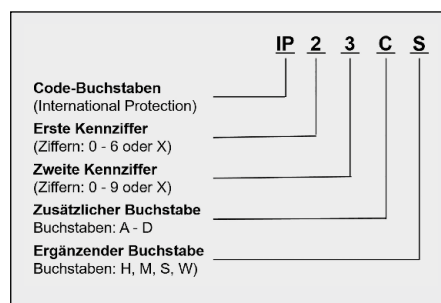 IP 2 3 C S
Code-Buchstaben
(International Protection)
Erste Kennziffer
(Ziffern: 0 - 6 oder X)
Zweite Kennziffer
(Ziffern: 0 - 9 oder X)
Zusätzlicher Buchstabe
Buchstaben: A - D
Ergänzender Buchstabe
Buchstaben: H, M, S, W)